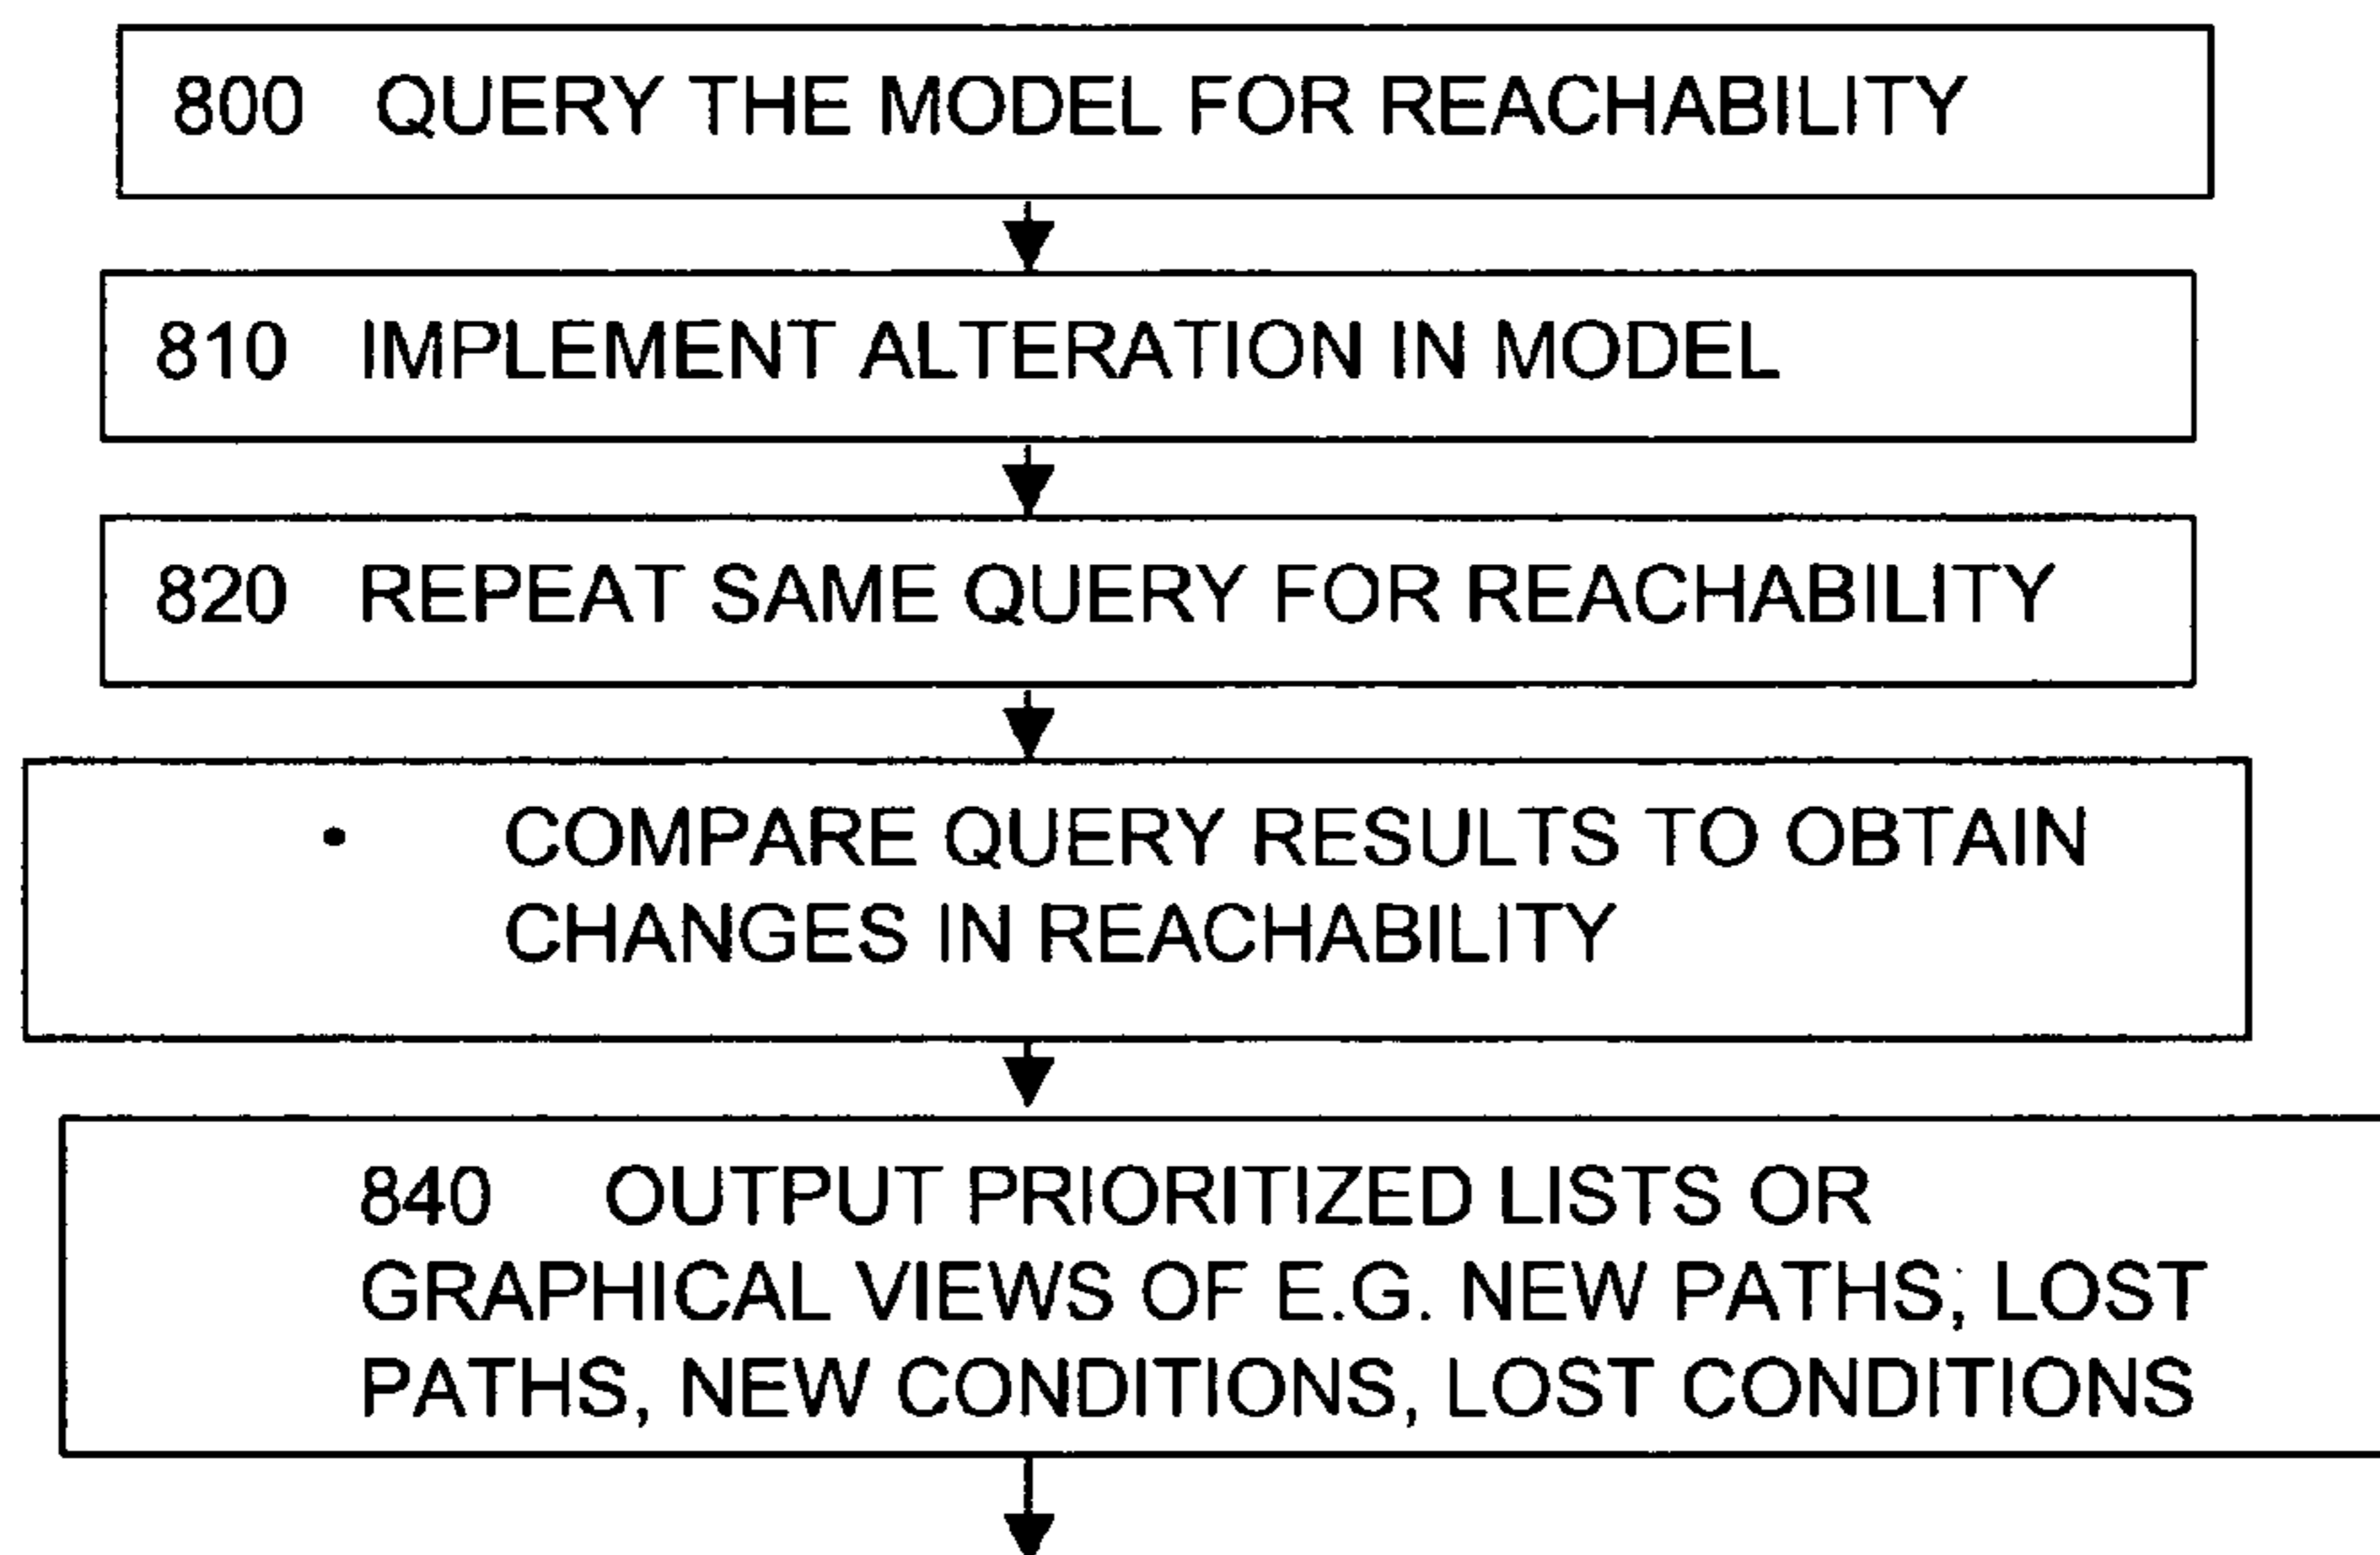 800 QUERY THE MODEL FOR REACHABILITY
810 IMPLEMENT ALTERATION IN MODEL
820 REPEAT SAME QUERY FOR REACHABILITY
• COMPARE QUERY RESULTS TO OBTAIN
CHANGES IN REACHABILITY
840 OUTPUT PRIORITIZED LISTS OR
GRAPHICAL VIEWS OF E.G. NEW PATHS; LOST
PATHS, NEW CONDITIONS, LOST CONDITIONS